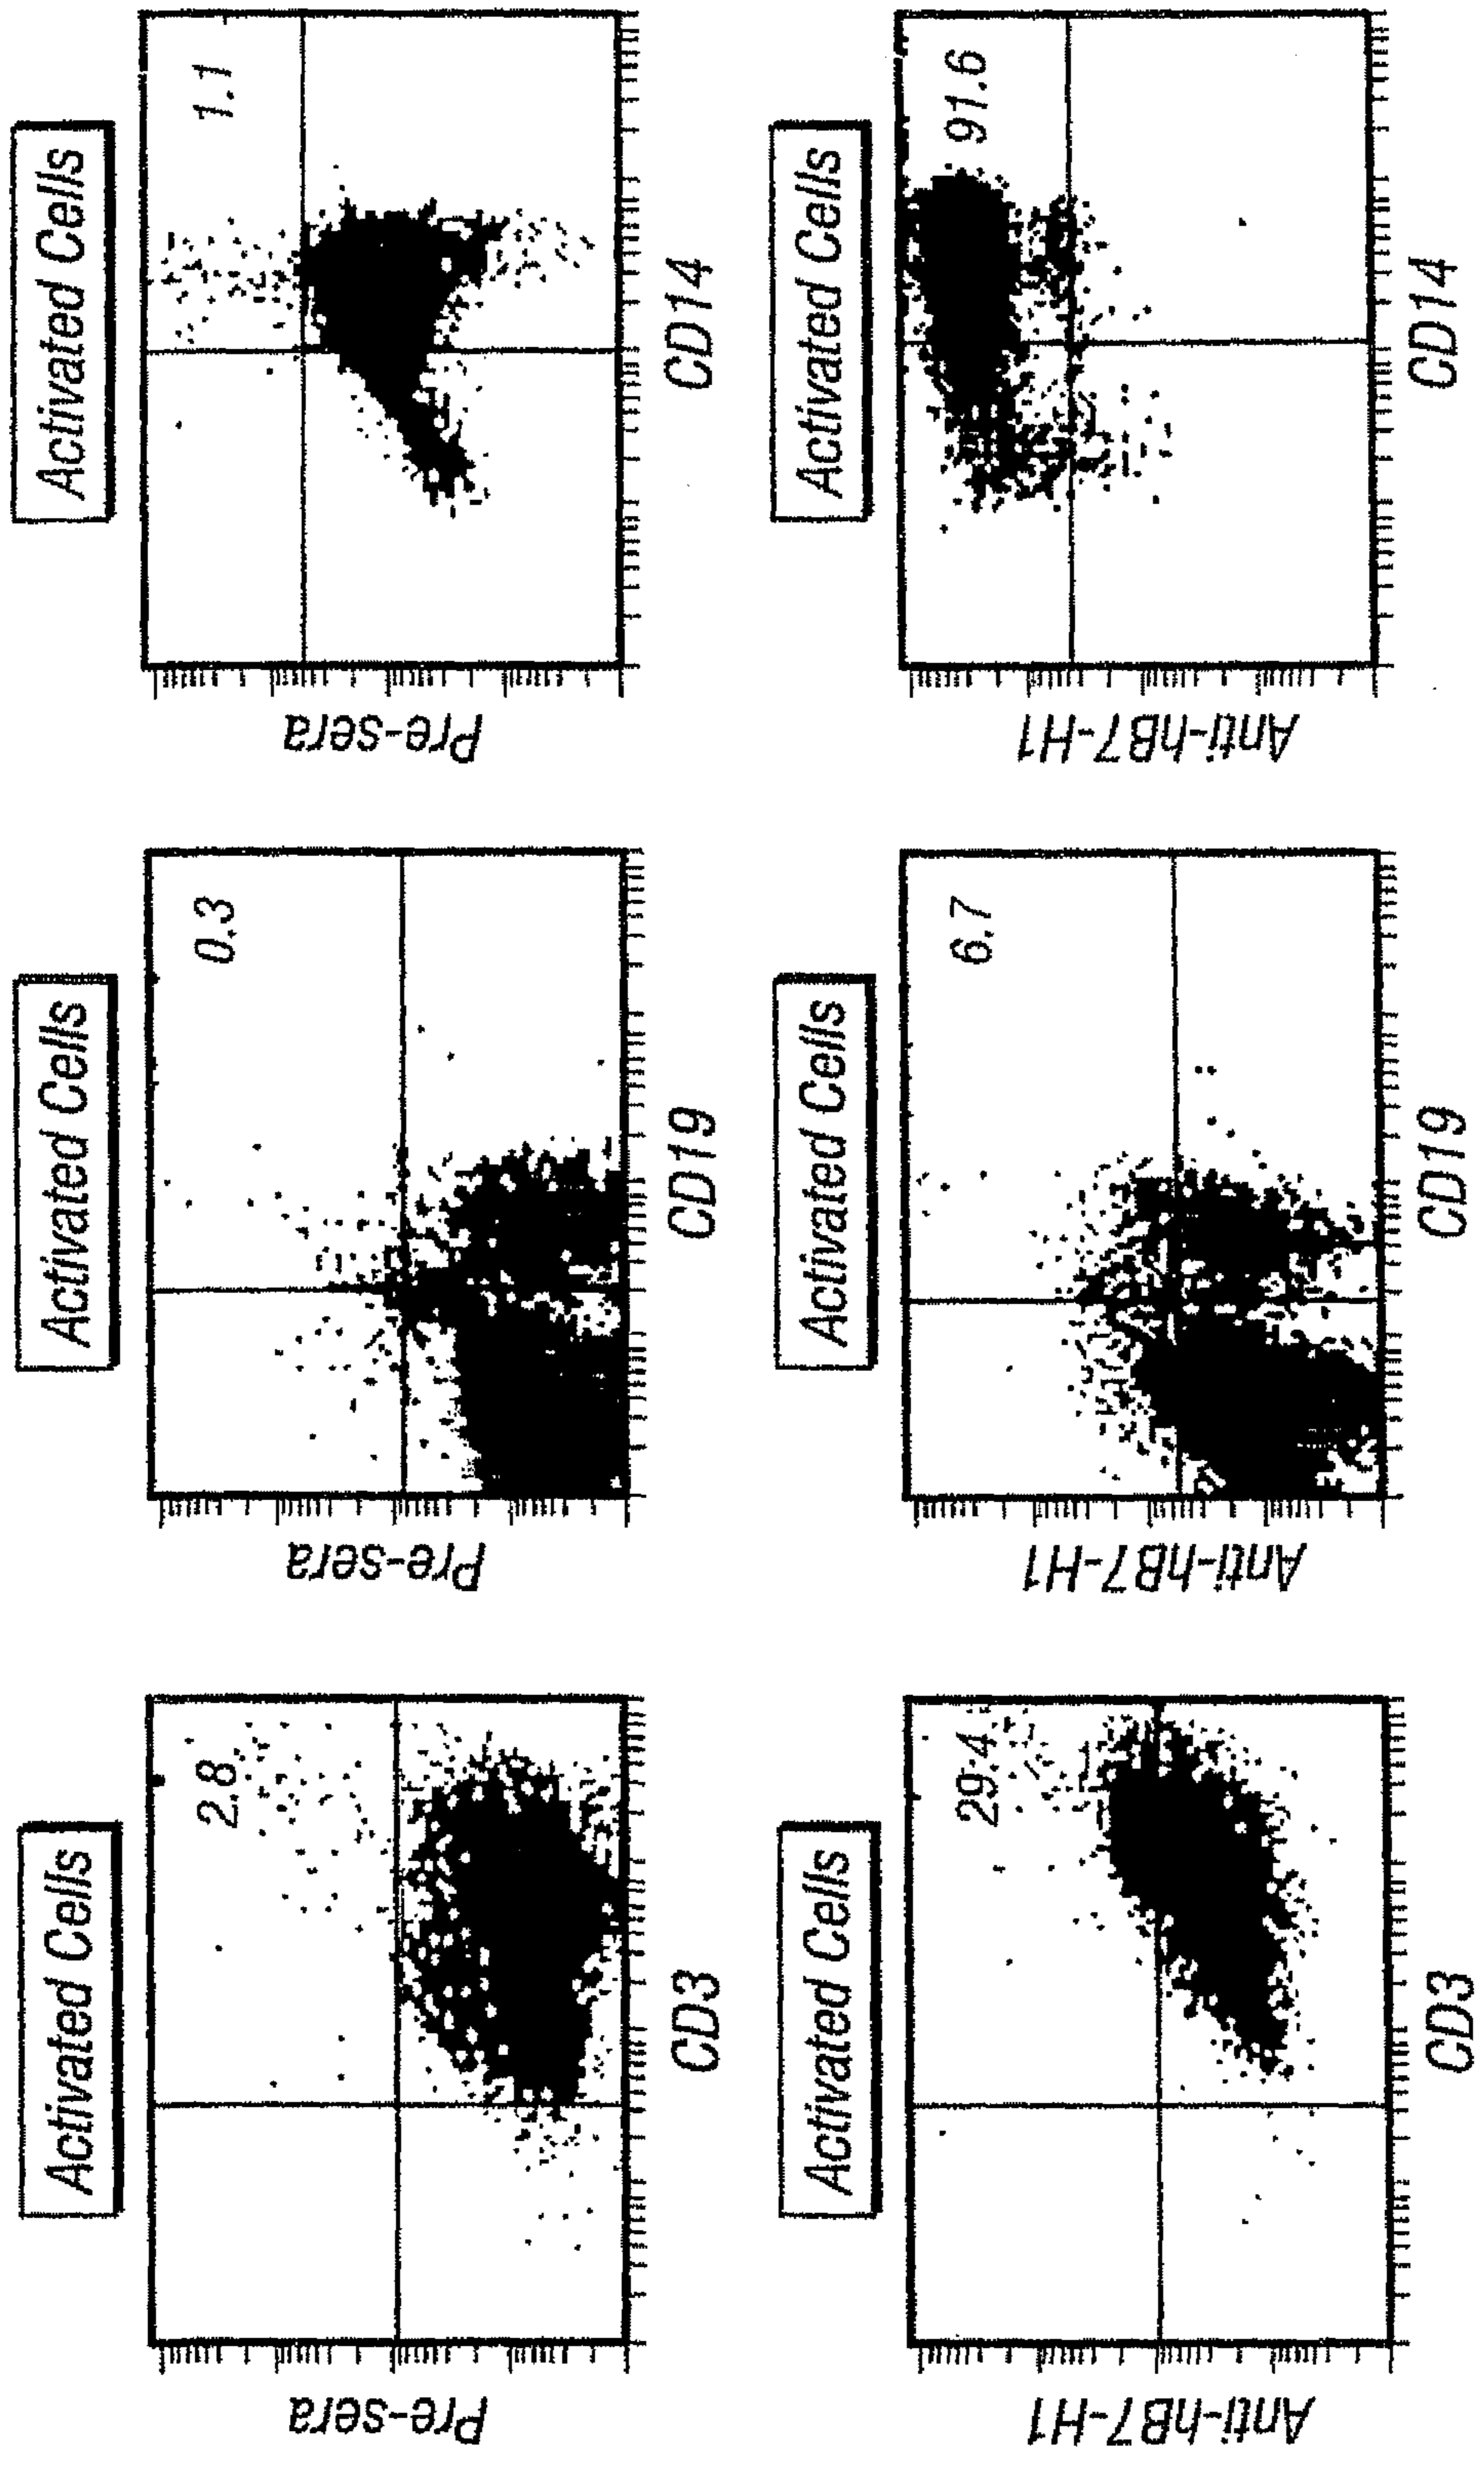 Activated Cells
2.8
Pre-sera
CD3
Activated Cells
0.3
Pre-sera
CD19
Activated Cells
1.1
Pre-sera
CD14
Activated Cells
29.4
Anti-hB7-H1
CD3
Activated Cells
6.7
Anti-hB7-H1
CD19
Activated Cells
91.6
Anti-hB7-H1
CD14